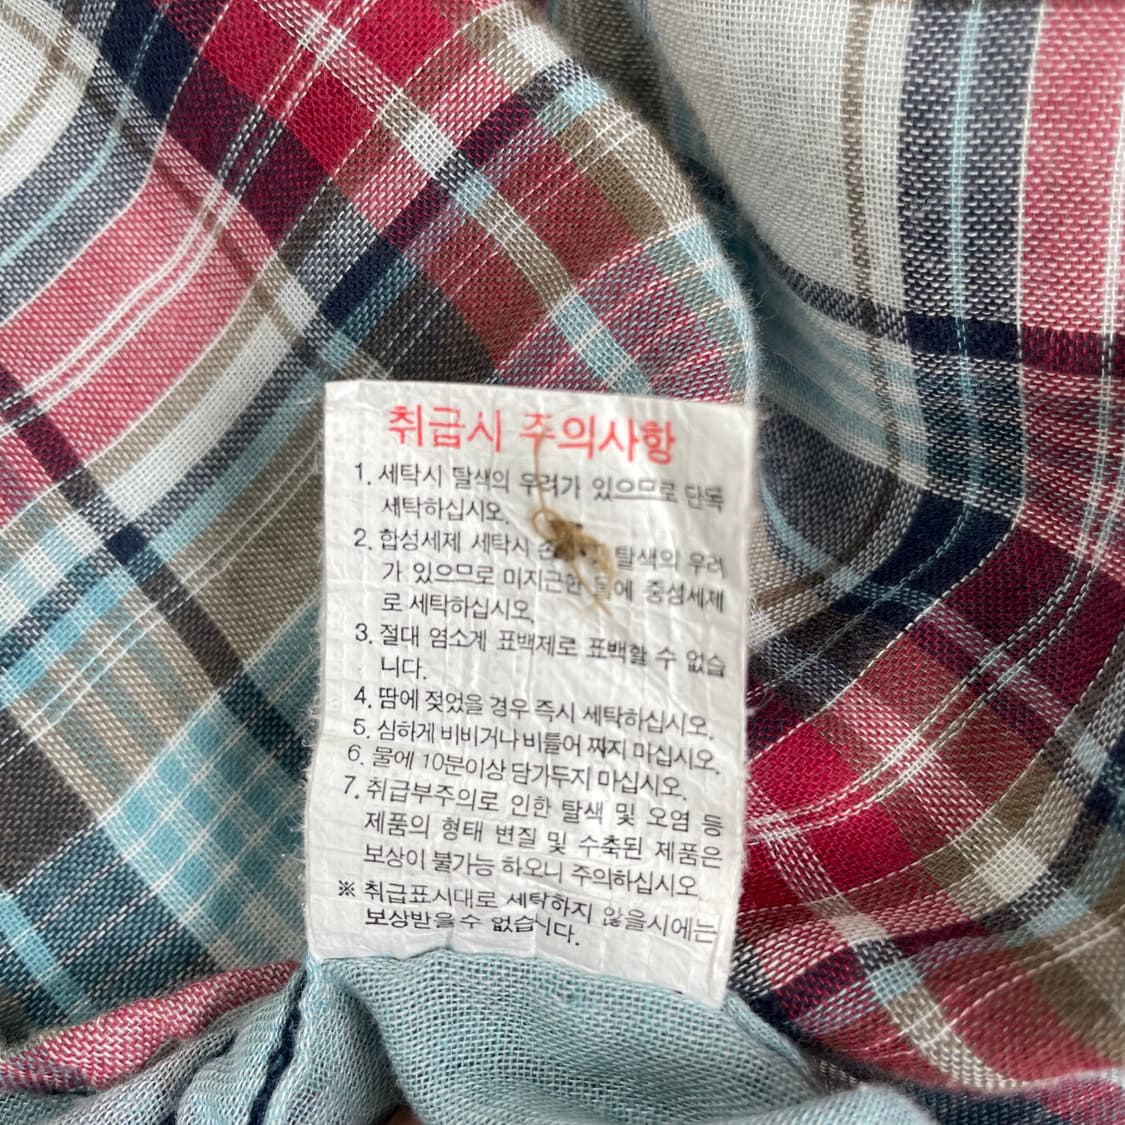 취급시 주의사항
1. 세탁시 탈색의 우려가 있으므로 단독
세탁하십시오.
2. 합성세제 세탁시 탈색의 우려
가 있으므로 미지근한 물에 중성세제
로 세탁하십시오.
3. 절대 염소계 표백제로 표백할 수 없습
니다.
4. 땀에 젖었을 경우 즉시 세탁하십시오.
5. 심하게 비비거나 비틀어 짜지 마십시오.
6. 물에 10분이상 담가두지 마십시오.
7. 취급부주의로 인한 탈색 및 오염 등
제품의 형태 변질 및 수축된 제품은
보상이 불가능 하오니 주의하십시오.
※ 취급표시대로 세탁하지 않을시에는
보상받을 수 없습니다.